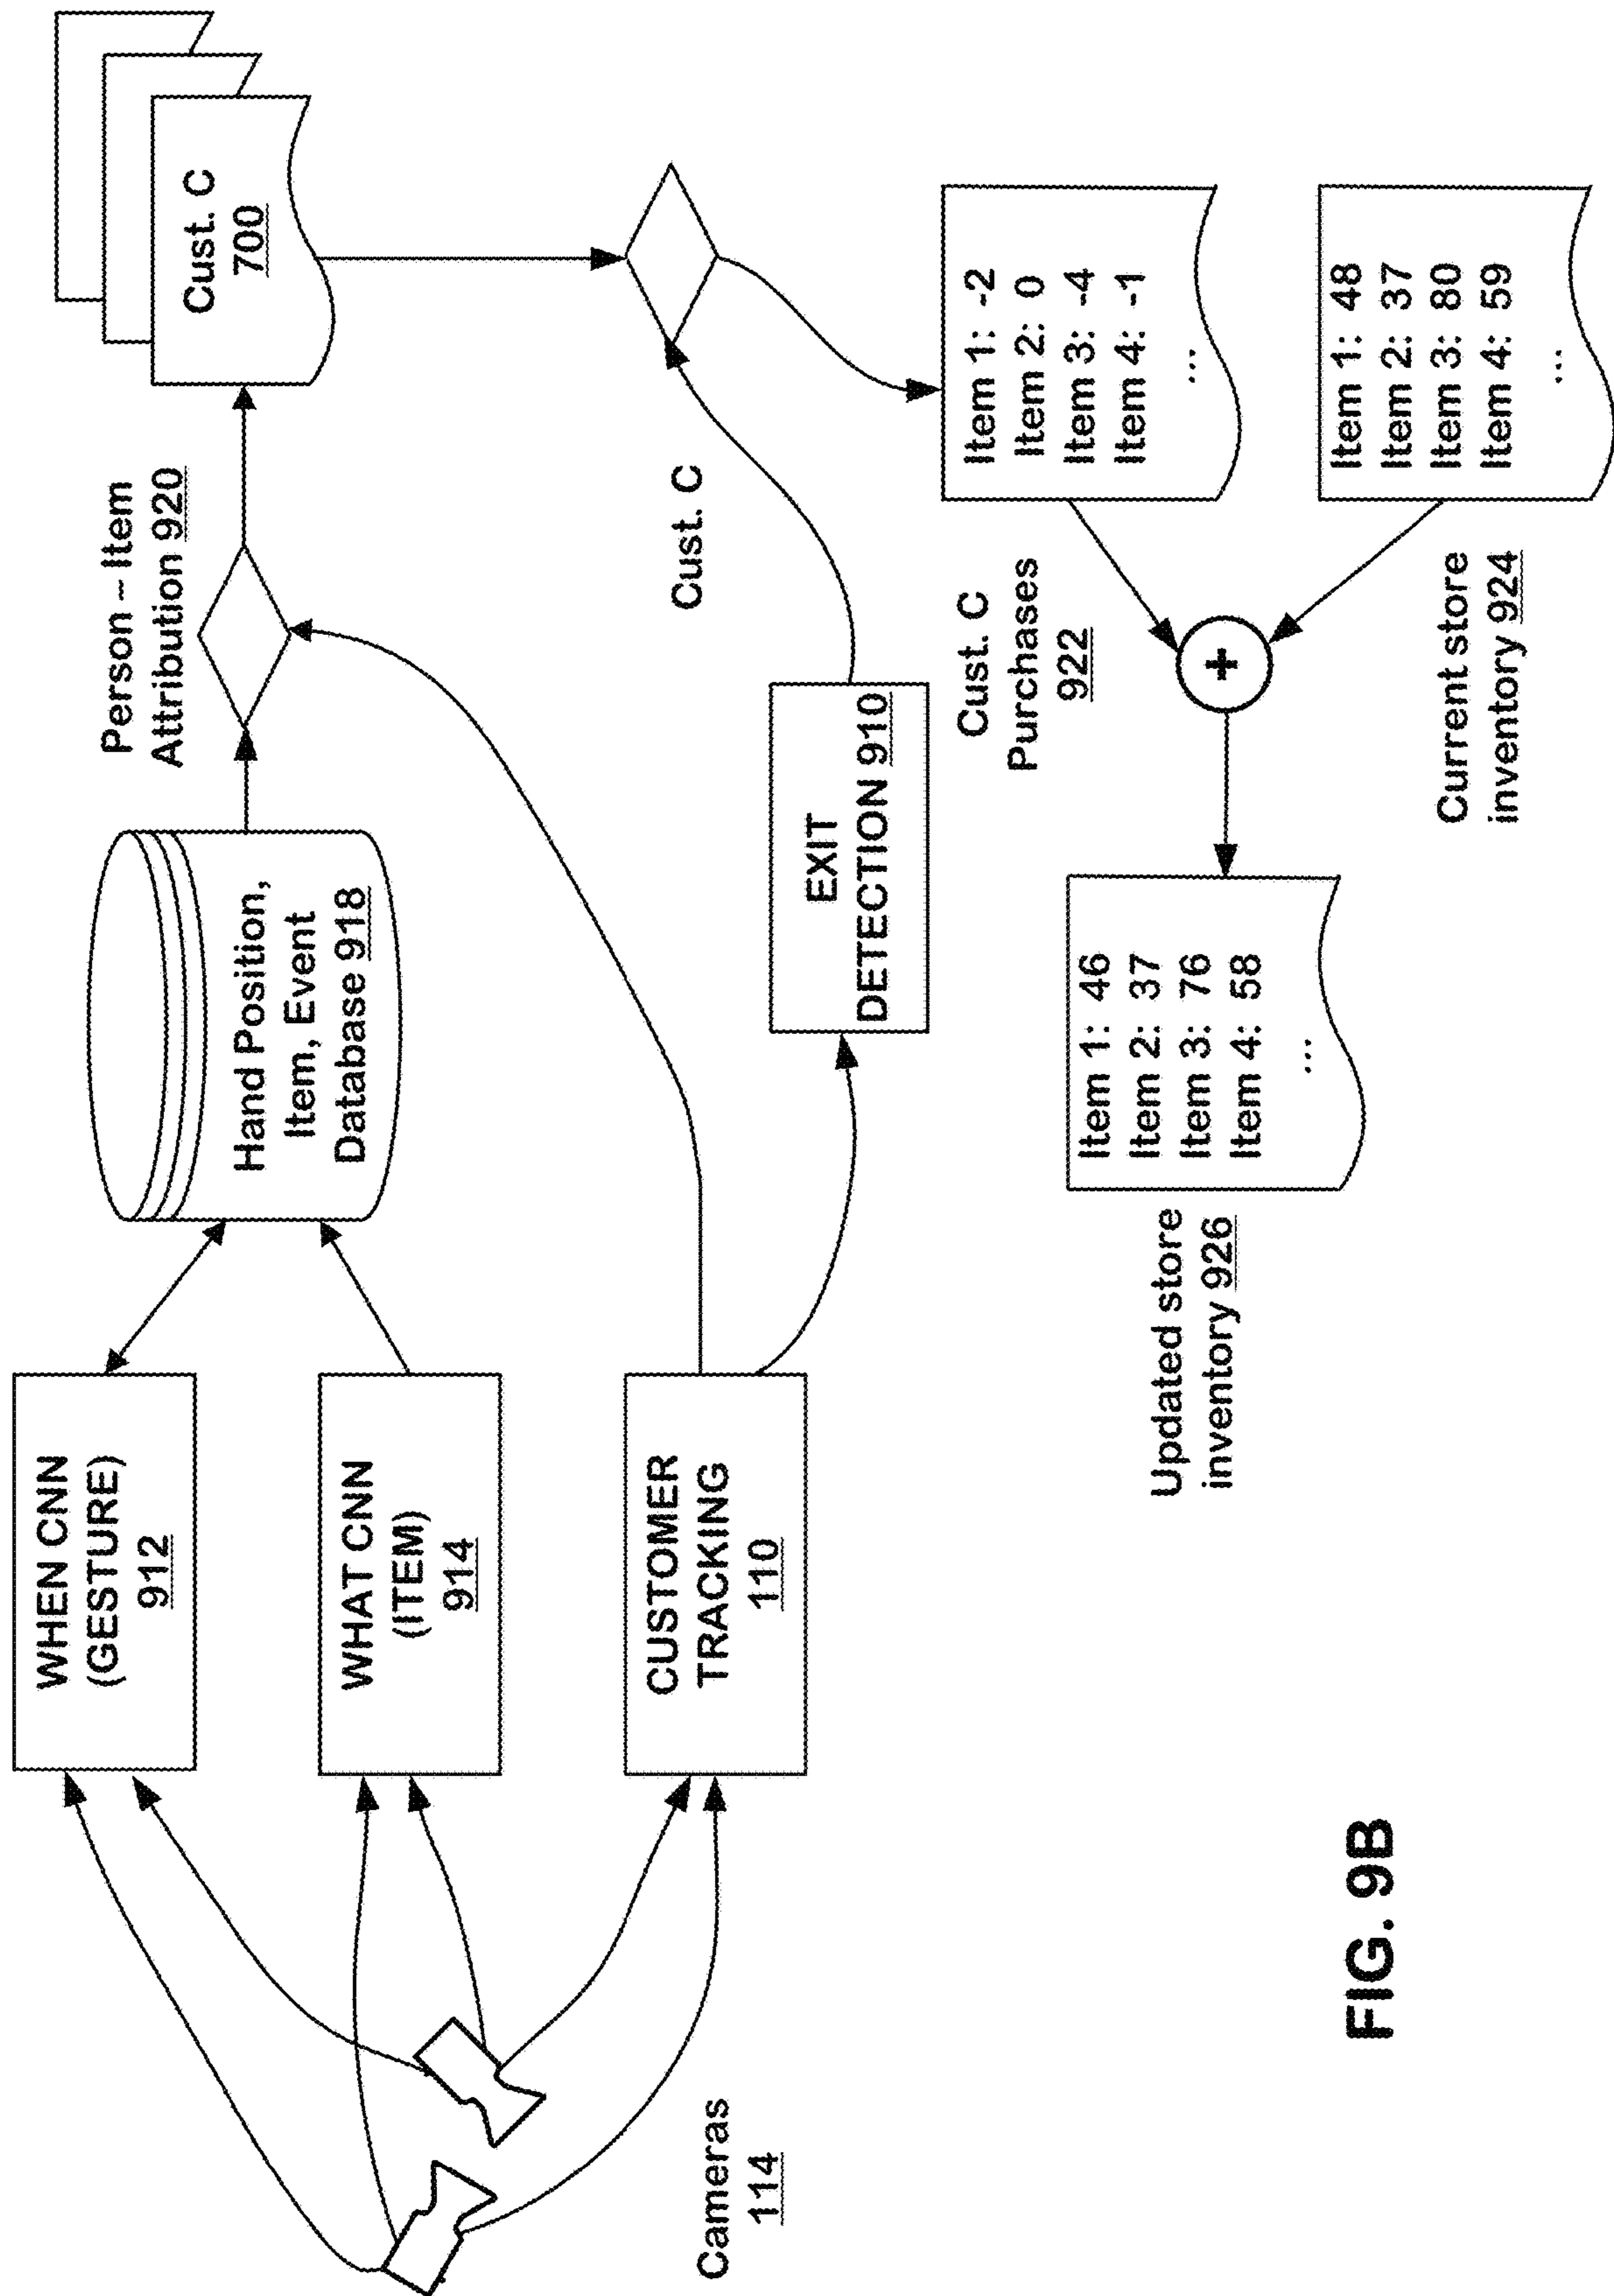 WHEN CNN
(GESTURE)
912
WHAT CNN
(ITEM)
914
CUSTOMER
TRACKING
110
Cameras
114
Hand Position,
Item, Event
Database 918
Person – Item
Attribution 920
Cust. C
700
EXIT
DETECTION 910
Cust. C
Cust. C
Purchases
922
Item 1: -2
Item 2: 0
Item 3: -4
Item 4: -1
...
Current store
inventory 924
Item 1: 48
Item 2: 37
Item 3: 80
Item 4: 59
...
+
Updated store
inventory 926
Item 1: 46
Item 2: 37
Item 3: 76
Item 4: 58
...
FIG. 9B